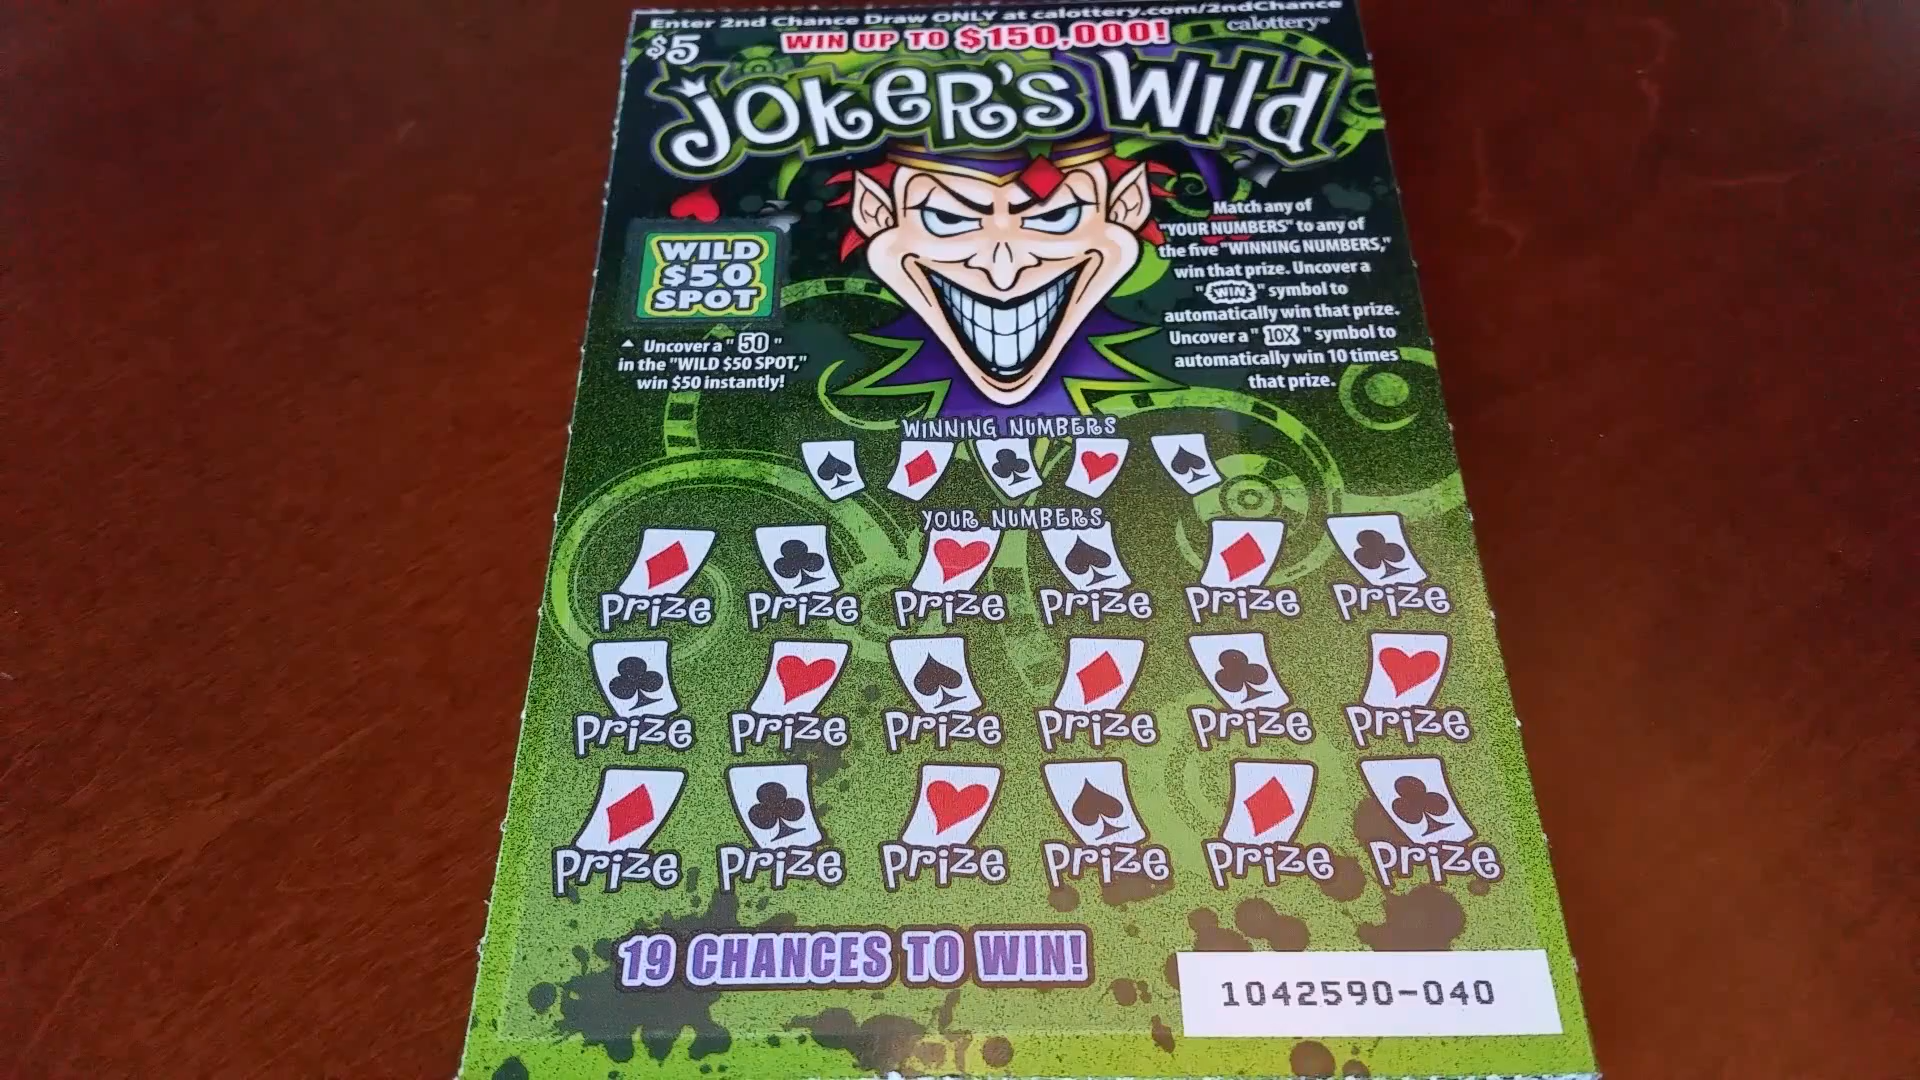 Enter 2nd Chance Draw ONLY at calottery.com/2ndChance
$5
WIN UP TO $150,000!
calottery
JOKER'S WILD
WILD
$50
SPOT
Uncover a "50"
in the "WILD $50 SPOT,"
win $50 instantly!
Match any of
"YOUR NUMBERS" to any of
the five "WINNING NUMBERS,"
win that prize. Uncover a
"WIN" symbol to
automatically win that prize.
Uncover a "10X" symbol to
automatically win 10 times
that prize.
WINNING NUMBERS
YOUR NUMBERS
Prize Prize Prize Prize Prize Prize
Prize Prize Prize Prize Prize Prize
Prize Prize Prize Prize Prize Prize
19 CHANCES TO WIN!
1042590-040